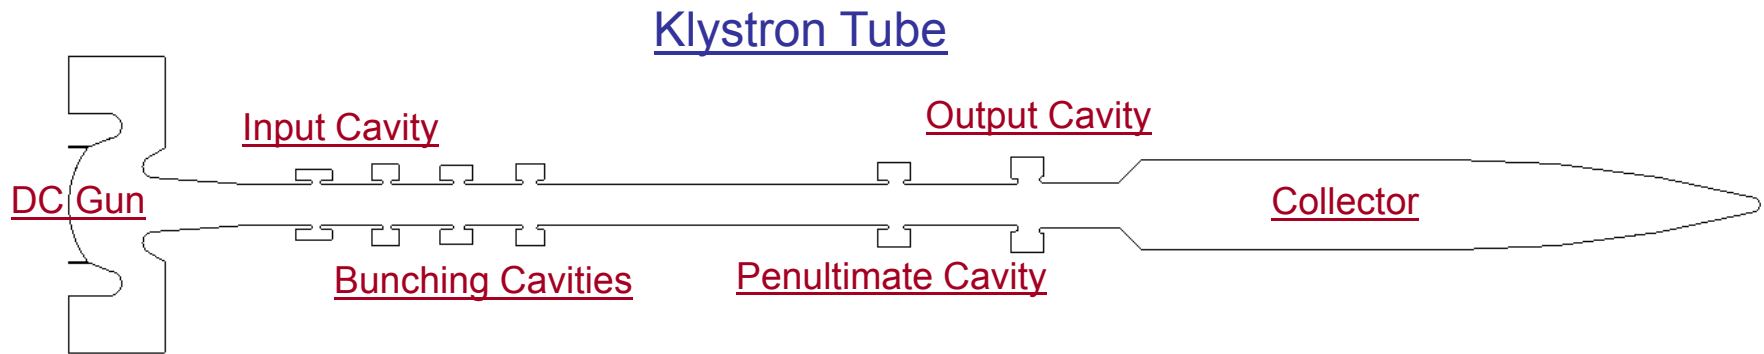 Klystron Tube
Input Cavity
Output Cavity
DC Gun
Collector
Bunching Cavities
Penultimate Cavity